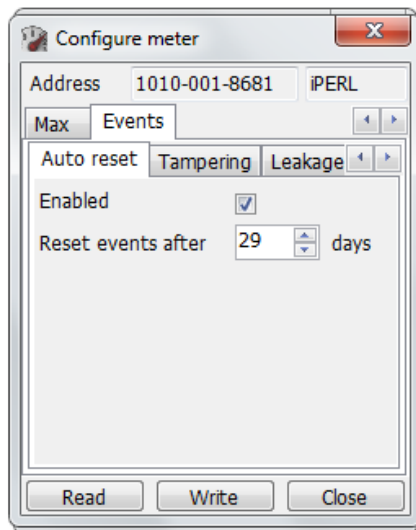 Configure meter
Address 1010-001-8681 iPERL
Max Events
Auto reset Tampering Leakage
Enabled
Reset events after 29 days
Read Write Close